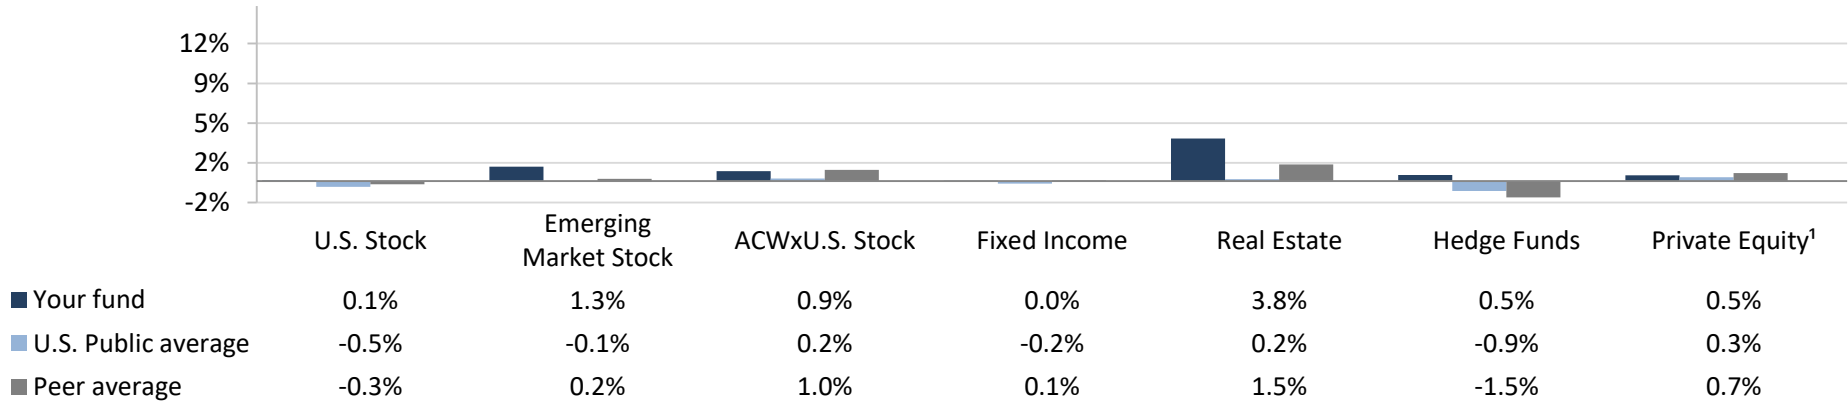 12%
9%
5%
2%
-2%
U.S. Stock Emerging Market Stock ACWxU.S. Stock Fixed Income Real Estate Hedge Funds Private Equity¹
Your fund 0.1% 1.3% 0.9% 0.0% 3.8% 0.5% 0.5%
U.S. Public average -0.5% -0.1% 0.2% -0.2% 0.2% -0.9% 0.3%
Peer average -0.3% 0.2% 1.0% 0.1% 1.5% -1.5% 0.7%